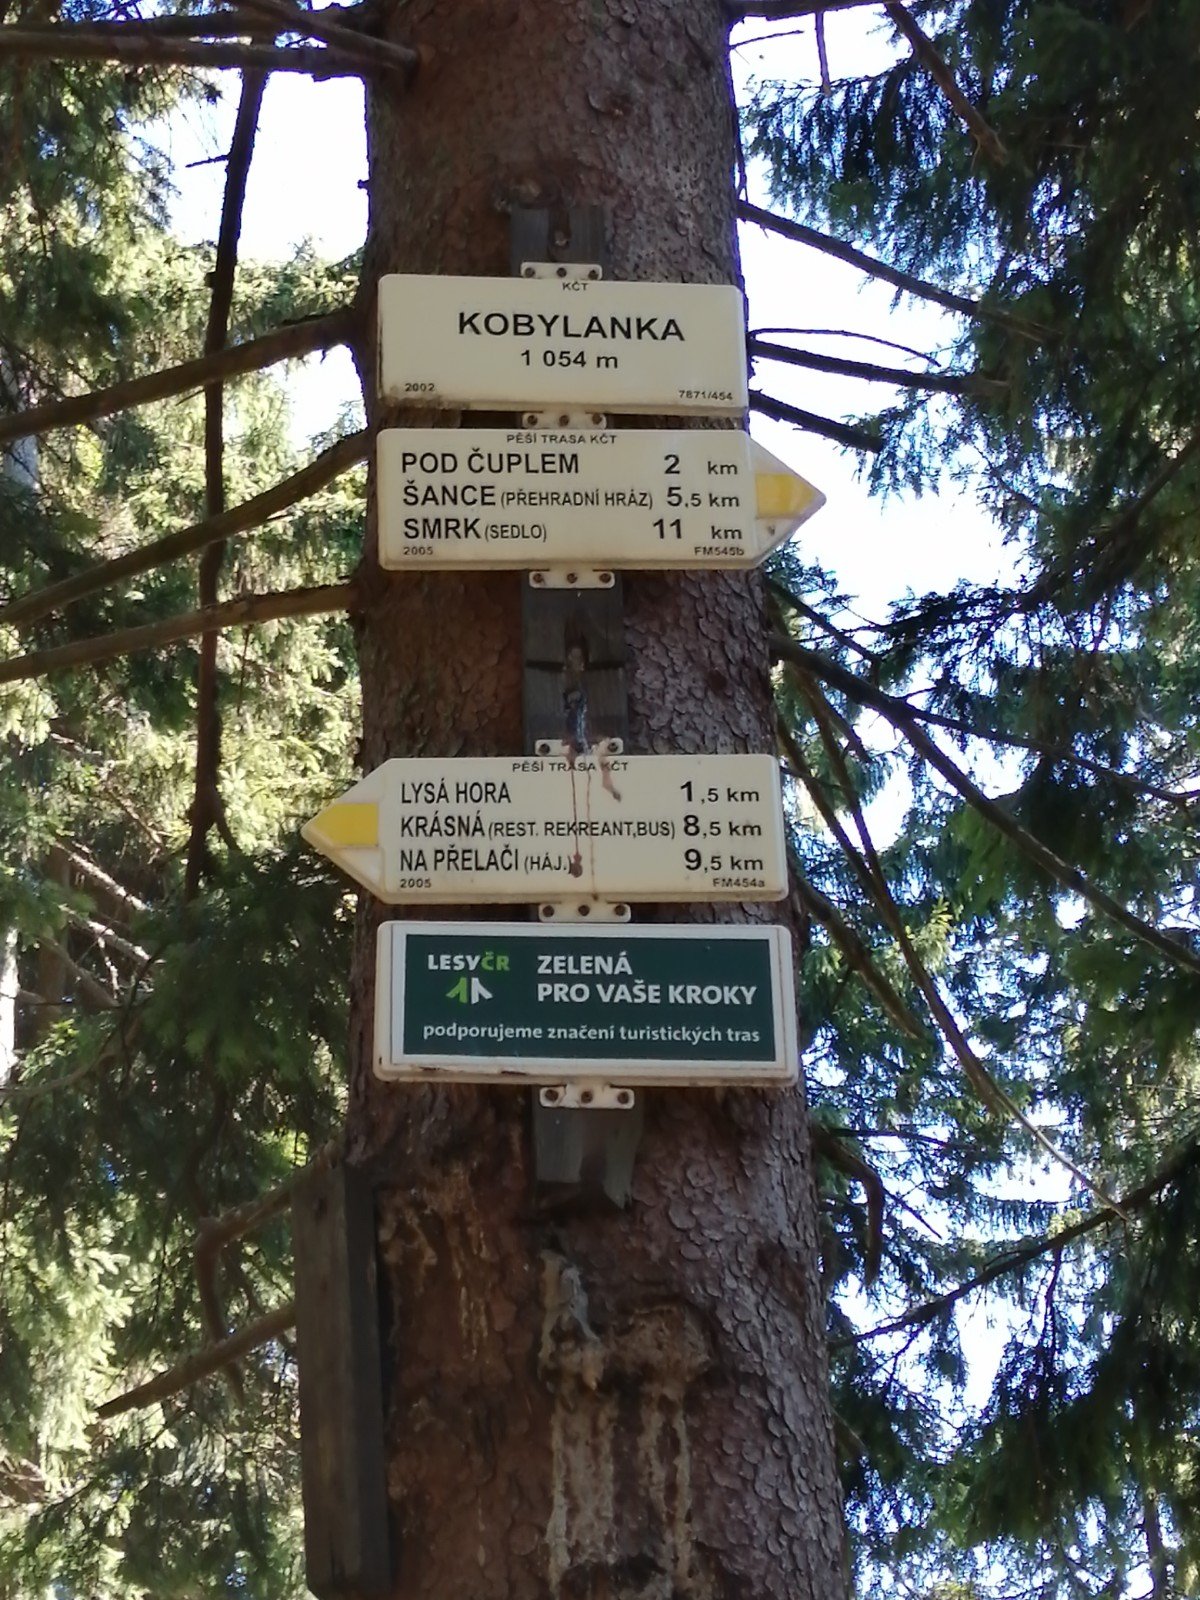 KČT
KOBYLANKA
1 054 m
2002 7871/454
PĚŠÍ TRASA KČT
POD ČUPLEM 2 km
ŠANCE (PŘEHRADNÍ HRÁZ) 5,5 km
SMRK (SEDLO) 11 km
2005 FM545b
PĚŠÍ TRASA KČT
LYSÁ HORA 1,5 km
KRÁSNÁ (REST. REKREANT,BUS) 8,5 km
NA PŘELAČI (HÁJ.) 9,5 km
2005 FM454a
LESY ČR ZELENÁ
PRO VAŠE KROKY
podporujeme značení turistických tras